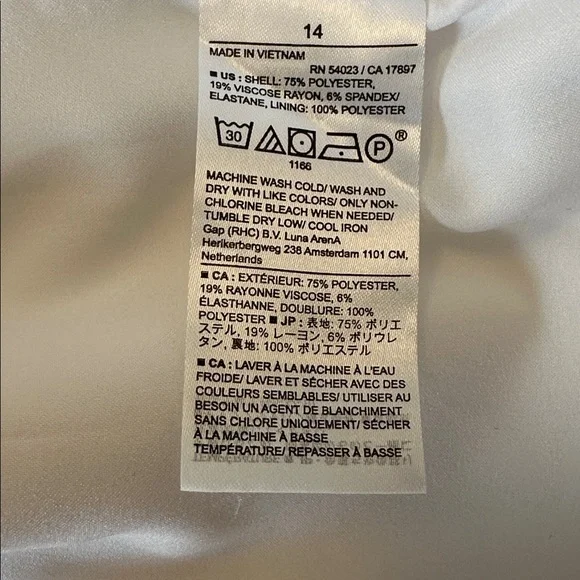 14
MADE IN VIETNAM
RN 54023 / CA 17897
■ US : SHELL: 75% POLYESTER,
19% VISCOSE RAYON, 6% SPANDEX/
ELASTANE, LINING: 100% POLYESTER
30 P ®
1166
MACHINE WASH COLD/ WASH AND
DRY WITH LIKE COLORS/ ONLY NON-
CHLORINE BLEACH WHEN NEEDED/
TUMBLE DRY LOW/ COOL IRON
Gap (RHC) B.V. Luna ArenA
Herikerbergweg 238 Amsterdam 1101 CM,
Netherlands
■ CA : EXTÉRIEUR: 75% POLYESTER,
19% RAYONNE VISCOSE, 6%
ÉLASTHANNE, DOUBLURE: 100%
POLYESTER ■ JP : 表地: 75% ポリエ
ステル, 19% レーヨン, 6% ポリウレ
タン, 裏地: 100% ポリエステル
■ CA : LAVER À LA MACHINE À L'EAU
FROIDE/ LAVER ET SÉCHER AVEC DES
COULEURS SEMBLABLES/ UTILISER AU
BESOIN UN AGENT DE BLANCHIMENT
SANS CHLORE UNIQUEMENT/ SÉCHER
À LA MACHINE À BASSE
TEMPÉRATURE/ REPASSER À BASSE